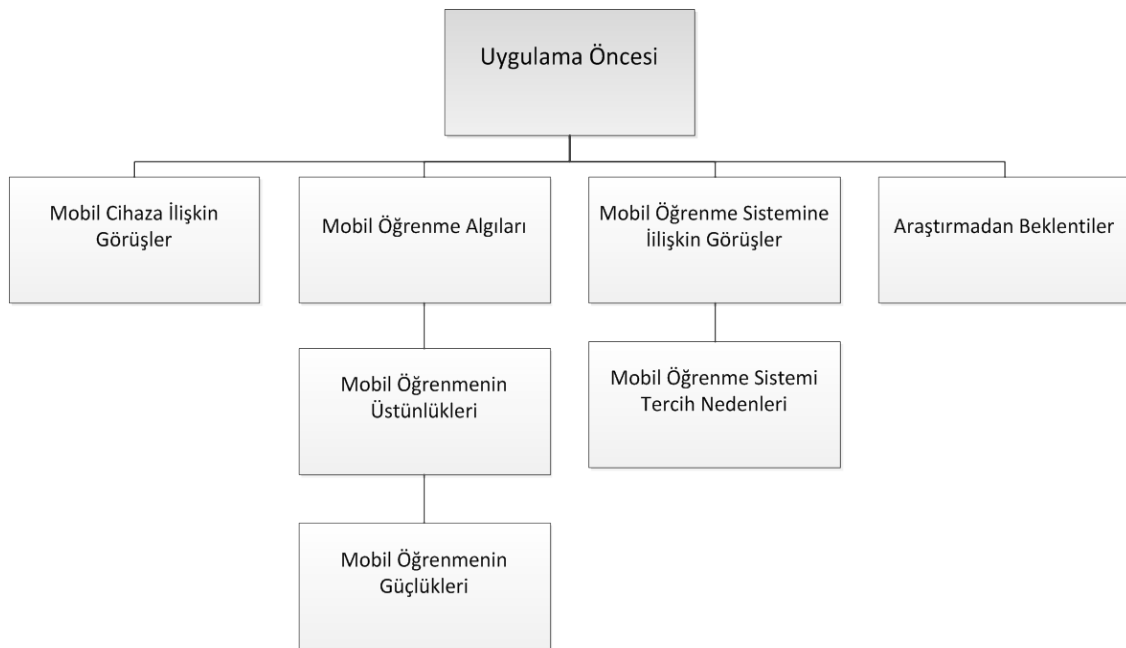 Uygulama Öncesi
Mobil Cihaza İlişkin
Görüşler
Mobil Öğrenme Algıları
Mobil Öğrenme Sistemine
İilişkin Görüşler
Araştırmadan Beklentiler
Mobil Öğrenmenin
Üstünlükleri
Mobil Öğrenme Sistemi
Tercih Nedenleri
Mobil Öğrenmenin
Güçlükleri